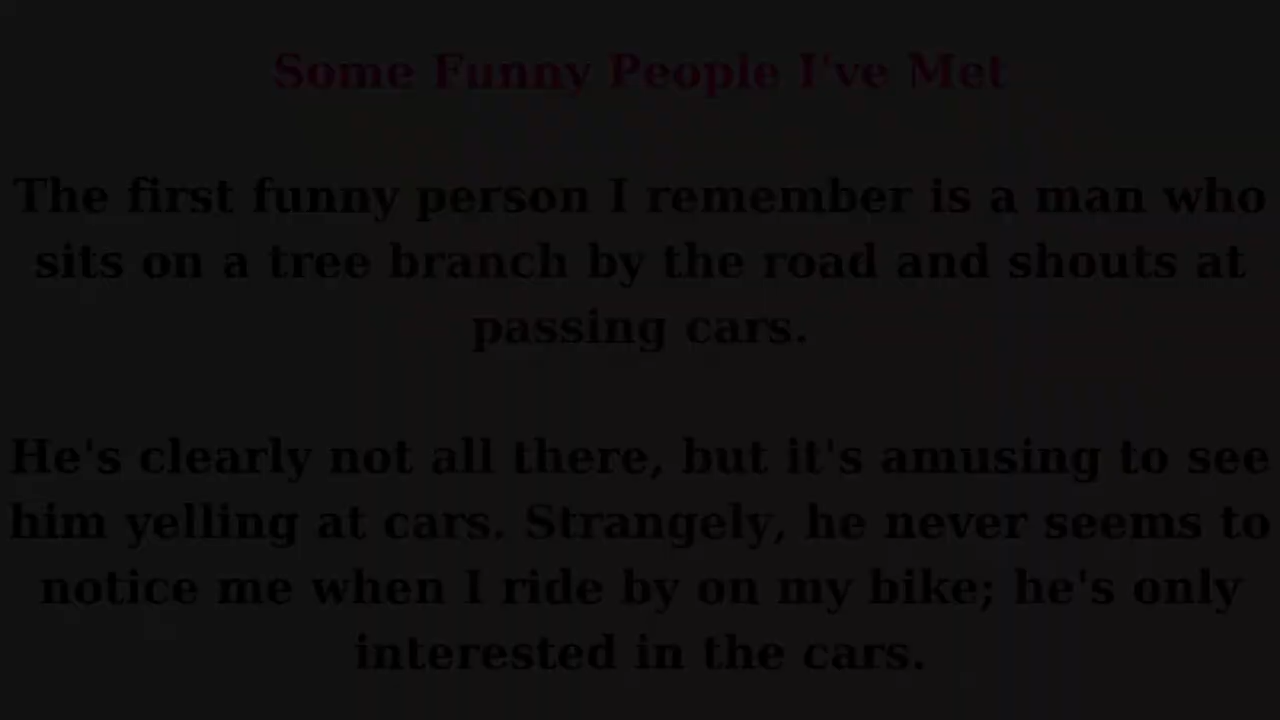 Some Funny People I've Met
The first funny person I remember is a man who
sits on a tree branch by the road and shouts at
passing cars.
He's clearly not all there, but it's amusing to see
him yelling at cars. Strangely, he never seems to
notice me when I ride by on my bike; he's only
interested in the cars.